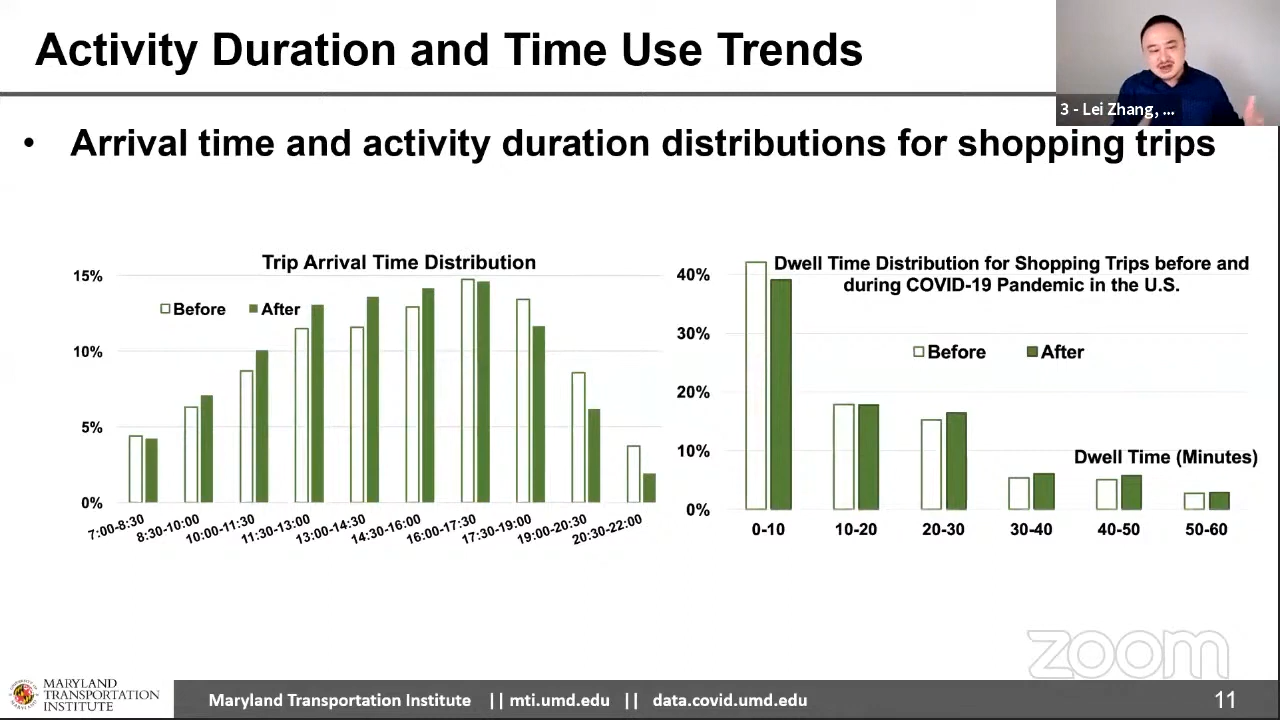 Activity Duration and Time Use Trends
3 - Lei Zhang, ...
• Arrival time and activity duration distributions for shopping trips
Trip Arrival Time Distribution
Before After
15%
10%
5%
0%
7:00-8:30 8:30-10:00 10:00-11:30 11:30-13:00 13:00-14:30 14:30-16:00 16:00-17:30 17:30-19:00 19:00-20:30 20:30-22:00
Dwell Time Distribution for Shopping Trips before and
during COVID-19 Pandemic in the U.S.
Before After
40%
30%
20%
10%
0%
Dwell Time (Minutes)
0-10 10-20 20-30 30-40 40-50 50-60
zoom
MARYLAND
TRANSPORTATION
INSTITUTE
Maryland Transportation Institute || mti.umd.edu || data.covid.umd.edu
11